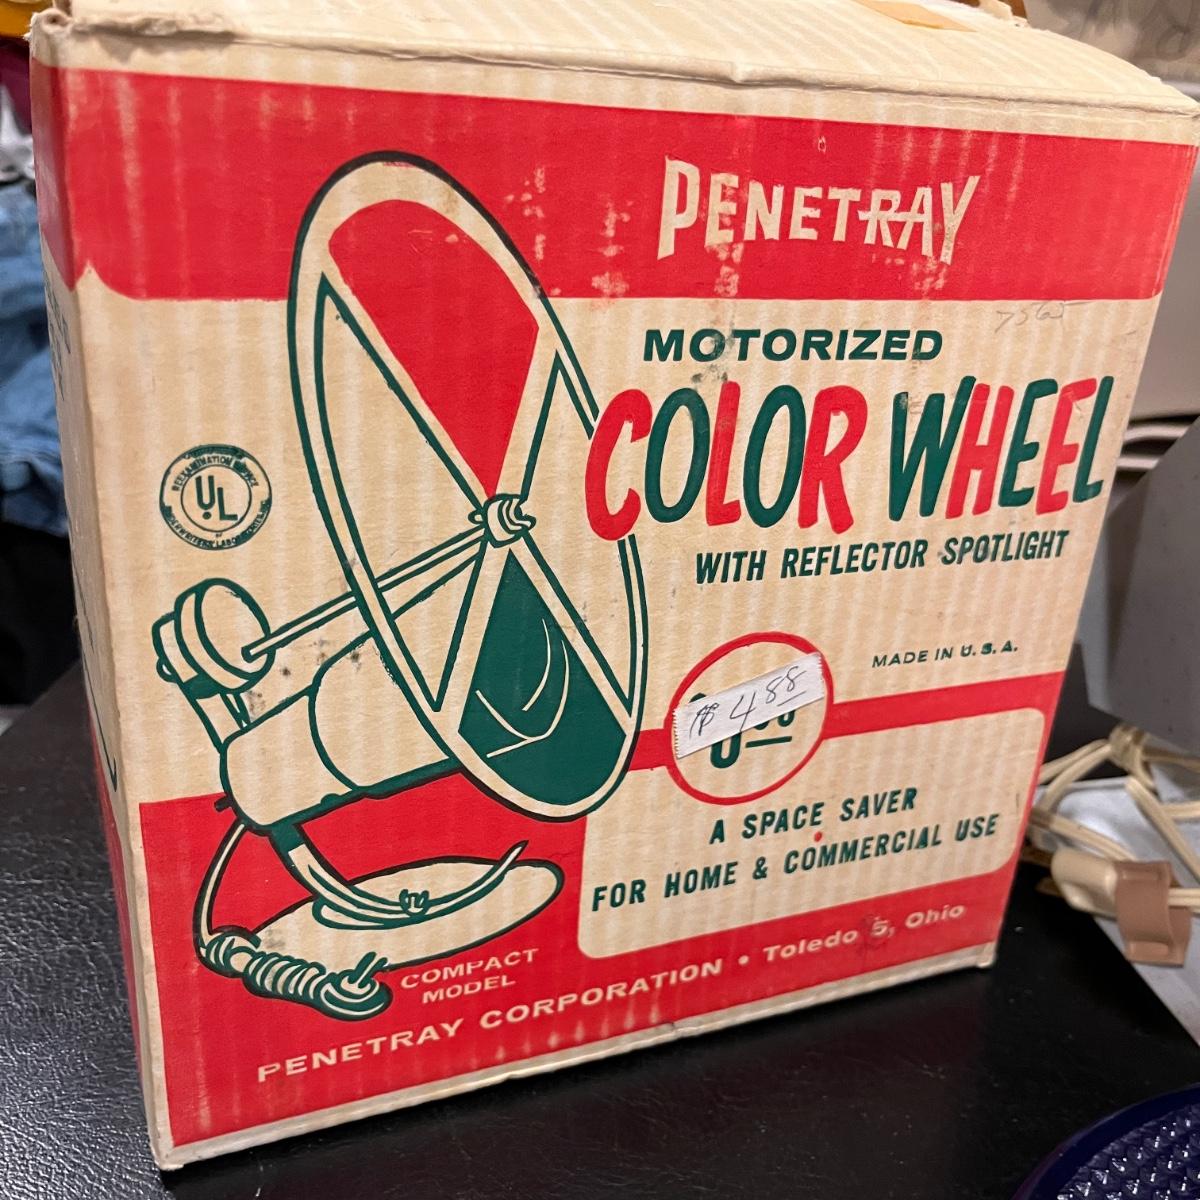 PENETRAY
MOTORIZED
COLOR WHEEL
WITH REFLECTOR SPOTLIGHT
UL
MADE IN U.S.A.
$4 88
A SPACE SAVER
FOR HOME & COMMERCIAL USE
COMPACT
MODEL
PENETRAY CORPORATION • Toledo 5, Ohio